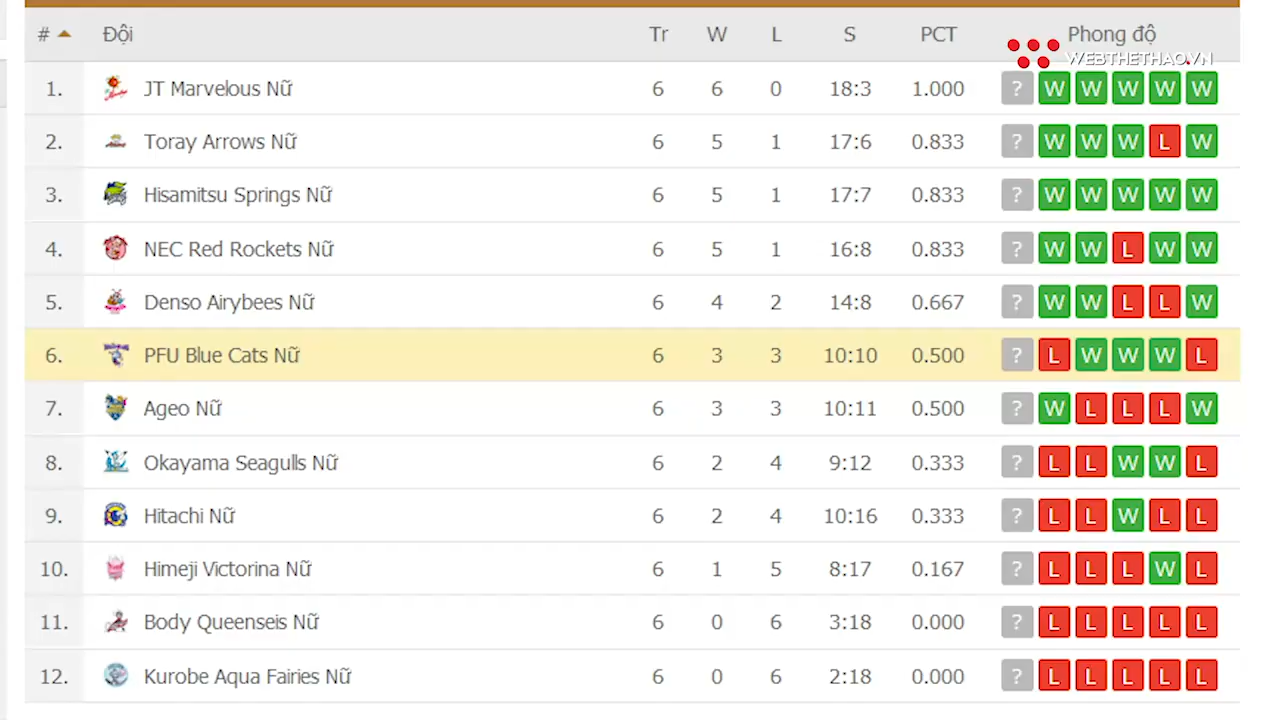 # Đội Tr W L S PCT Phong độ
WEBTHETHAO.VN
1. JT Marvelous Nữ 6 6 0 18:3 1.000 ? W W W W W
2. Toray Arrows Nữ 6 5 1 17:6 0.833 ? W W W L W
3. Hisamitsu Springs Nữ 6 5 1 17:7 0.833 ? W W W W W
4. NEC Red Rockets Nữ 6 5 1 16:8 0.833 ? W W L W W
5. Denso Airybees Nữ 6 4 2 14:8 0.667 ? W W L L W
6. PFU Blue Cats Nữ 6 3 3 10:10 0.500 ? L W W W L
7. Ageo Nữ 6 3 3 10:11 0.500 ? W L L L W
8. Okayama Seagulls Nữ 6 2 4 9:12 0.333 ? L L W W L
9. Hitachi Nữ 6 2 4 10:16 0.333 ? L L W L L
10. Himeji Victorina Nữ 6 1 5 8:17 0.167 ? L L L W L
11. Body Queenseis Nữ 6 0 6 3:18 0.000 ? L L L L L
12. Kurobe Aqua Fairies Nữ 6 0 6 2:18 0.000 ? L L L L L